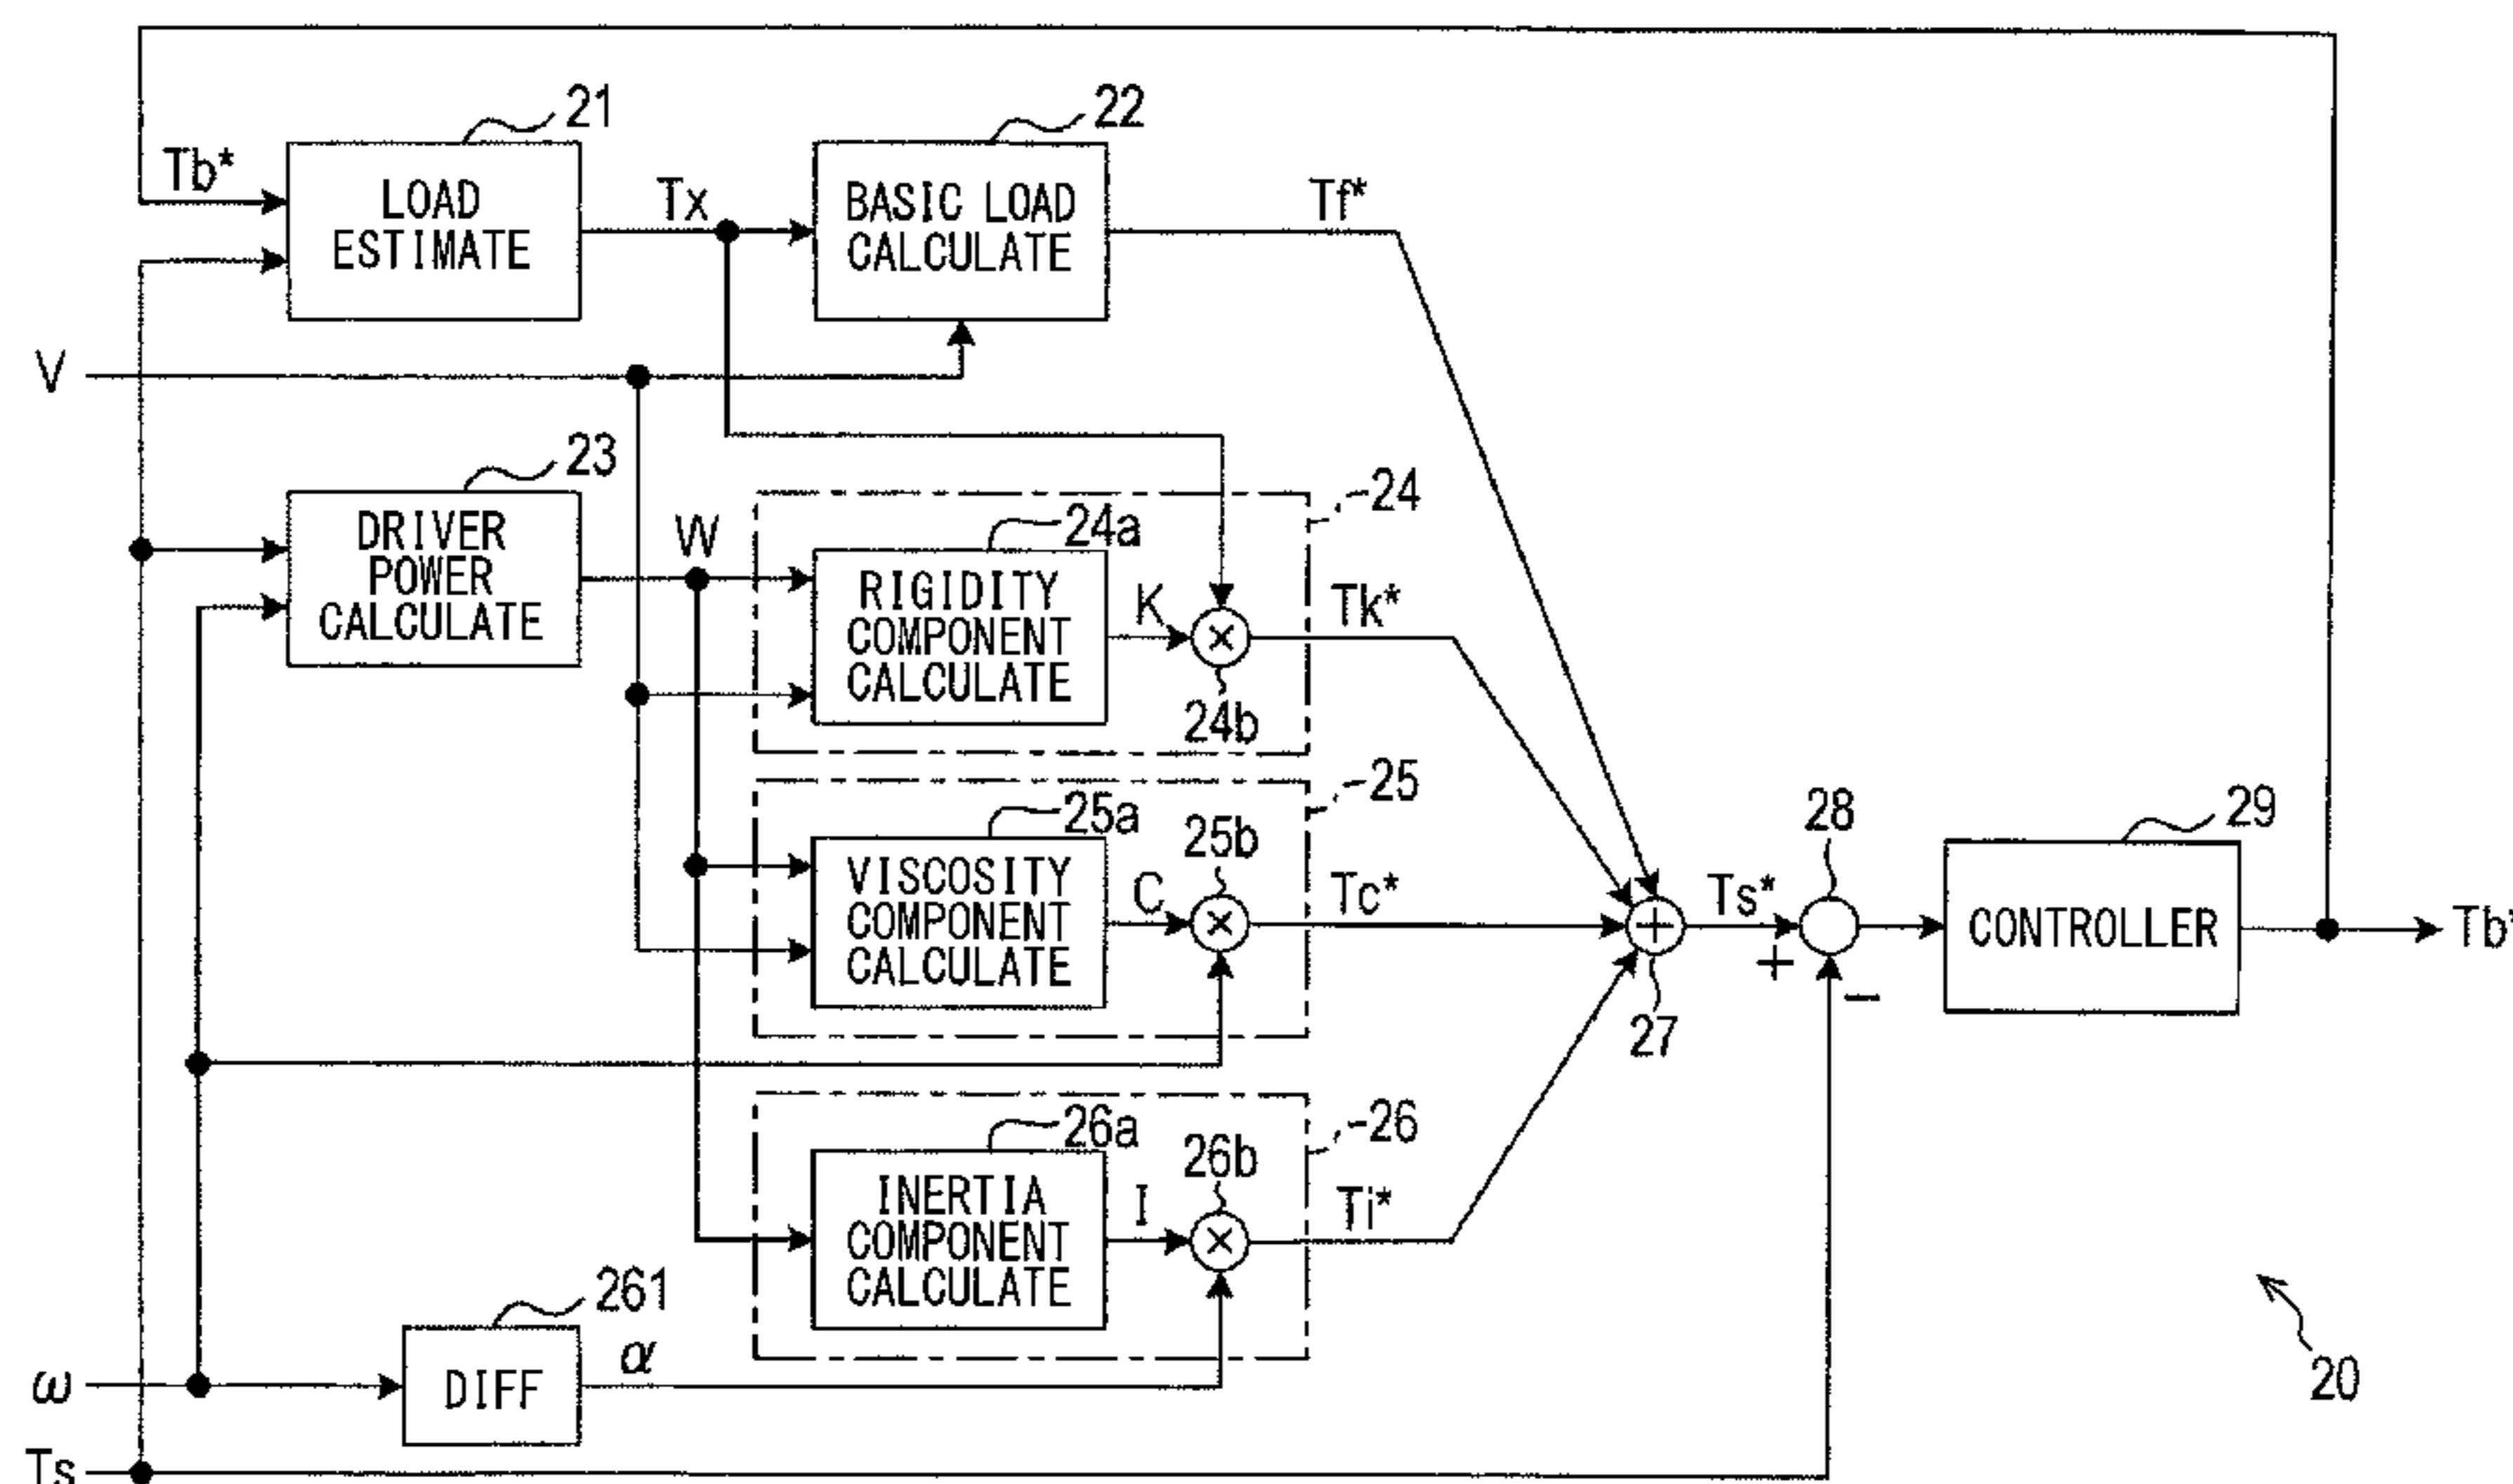 21
22
Tb*
LOAD
ESTIMATE
Tx
BASIC LOAD
CALCULATE
Tf*
V
23
DRIVER
POWER
CALCULATE
W
24
24a
RIGIDITY
COMPONENT
CALCULATE
K
×
24b
Tk*
25
25a
VISCOSITY
COMPONENT
CALCULATE
C
25b
×
Tc*
+
27
Ts*
+
28
−
29
CONTROLLER
Tb*
26
26a
INERTIA
COMPONENT
CALCULATE
I
26b
×
Ti*
261
ω
DIFF
α
Ts
20